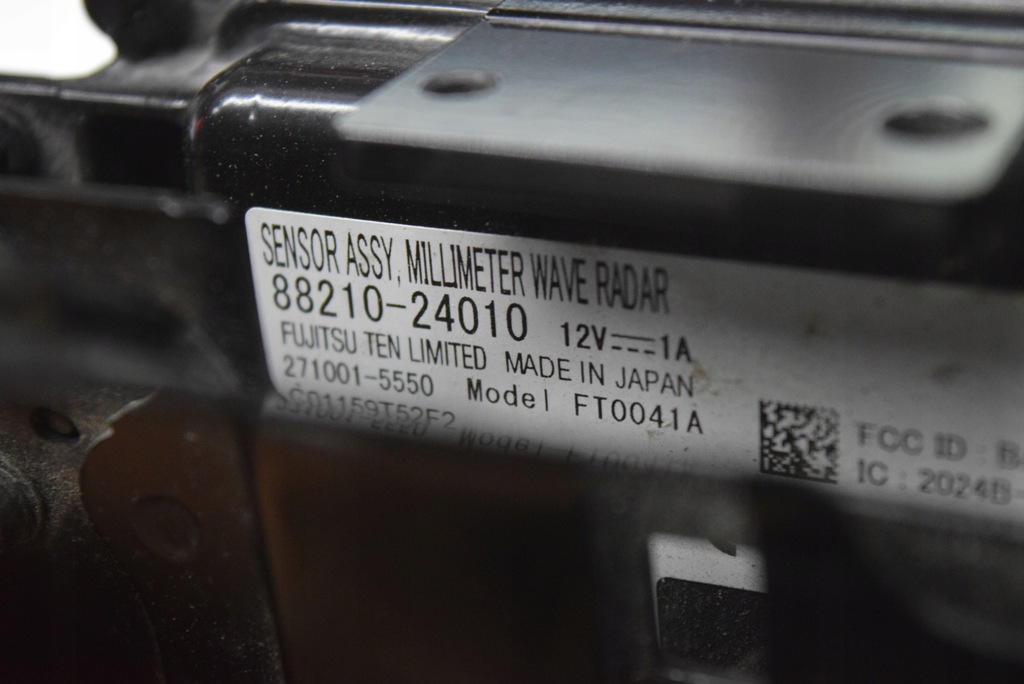 SENSOR ASSY, MILLIMETER WAVE RADAR
88210-24010 12V⎓1A
FUJITSU TEN LIMITED MADE IN JAPAN
271001-5550 Model FT0041A
CD1159T52F2
FCC ID : B
IC : 2024B-